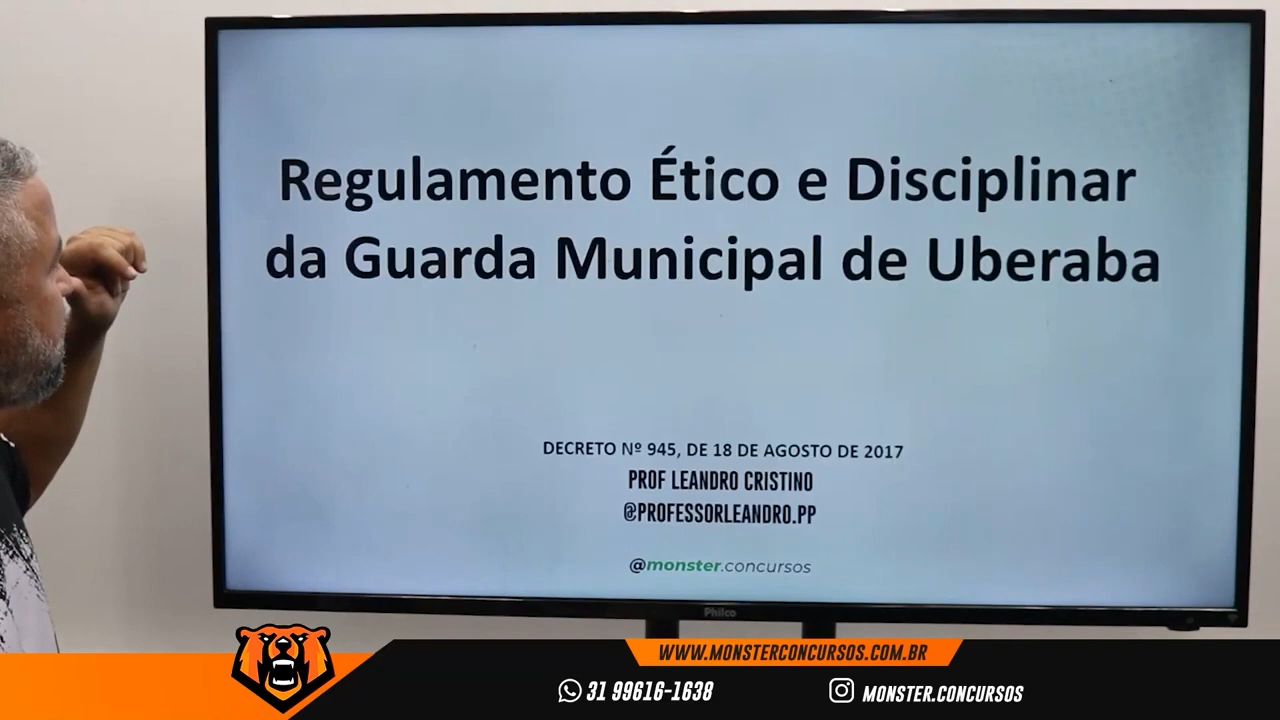 Regulamento Ético e Disciplinar
da Guarda Municipal de Uberaba
DECRETO Nº 945, DE 18 DE AGOSTO DE 2017
PROF LEANDRO CRISTINO
@PROFESSORLEANDRO.PP
@monster.concursos
Philco
WWW.MONSTERCONCURSOS.COM.BR
31 99616-1638
MONSTER.CONCURSOS